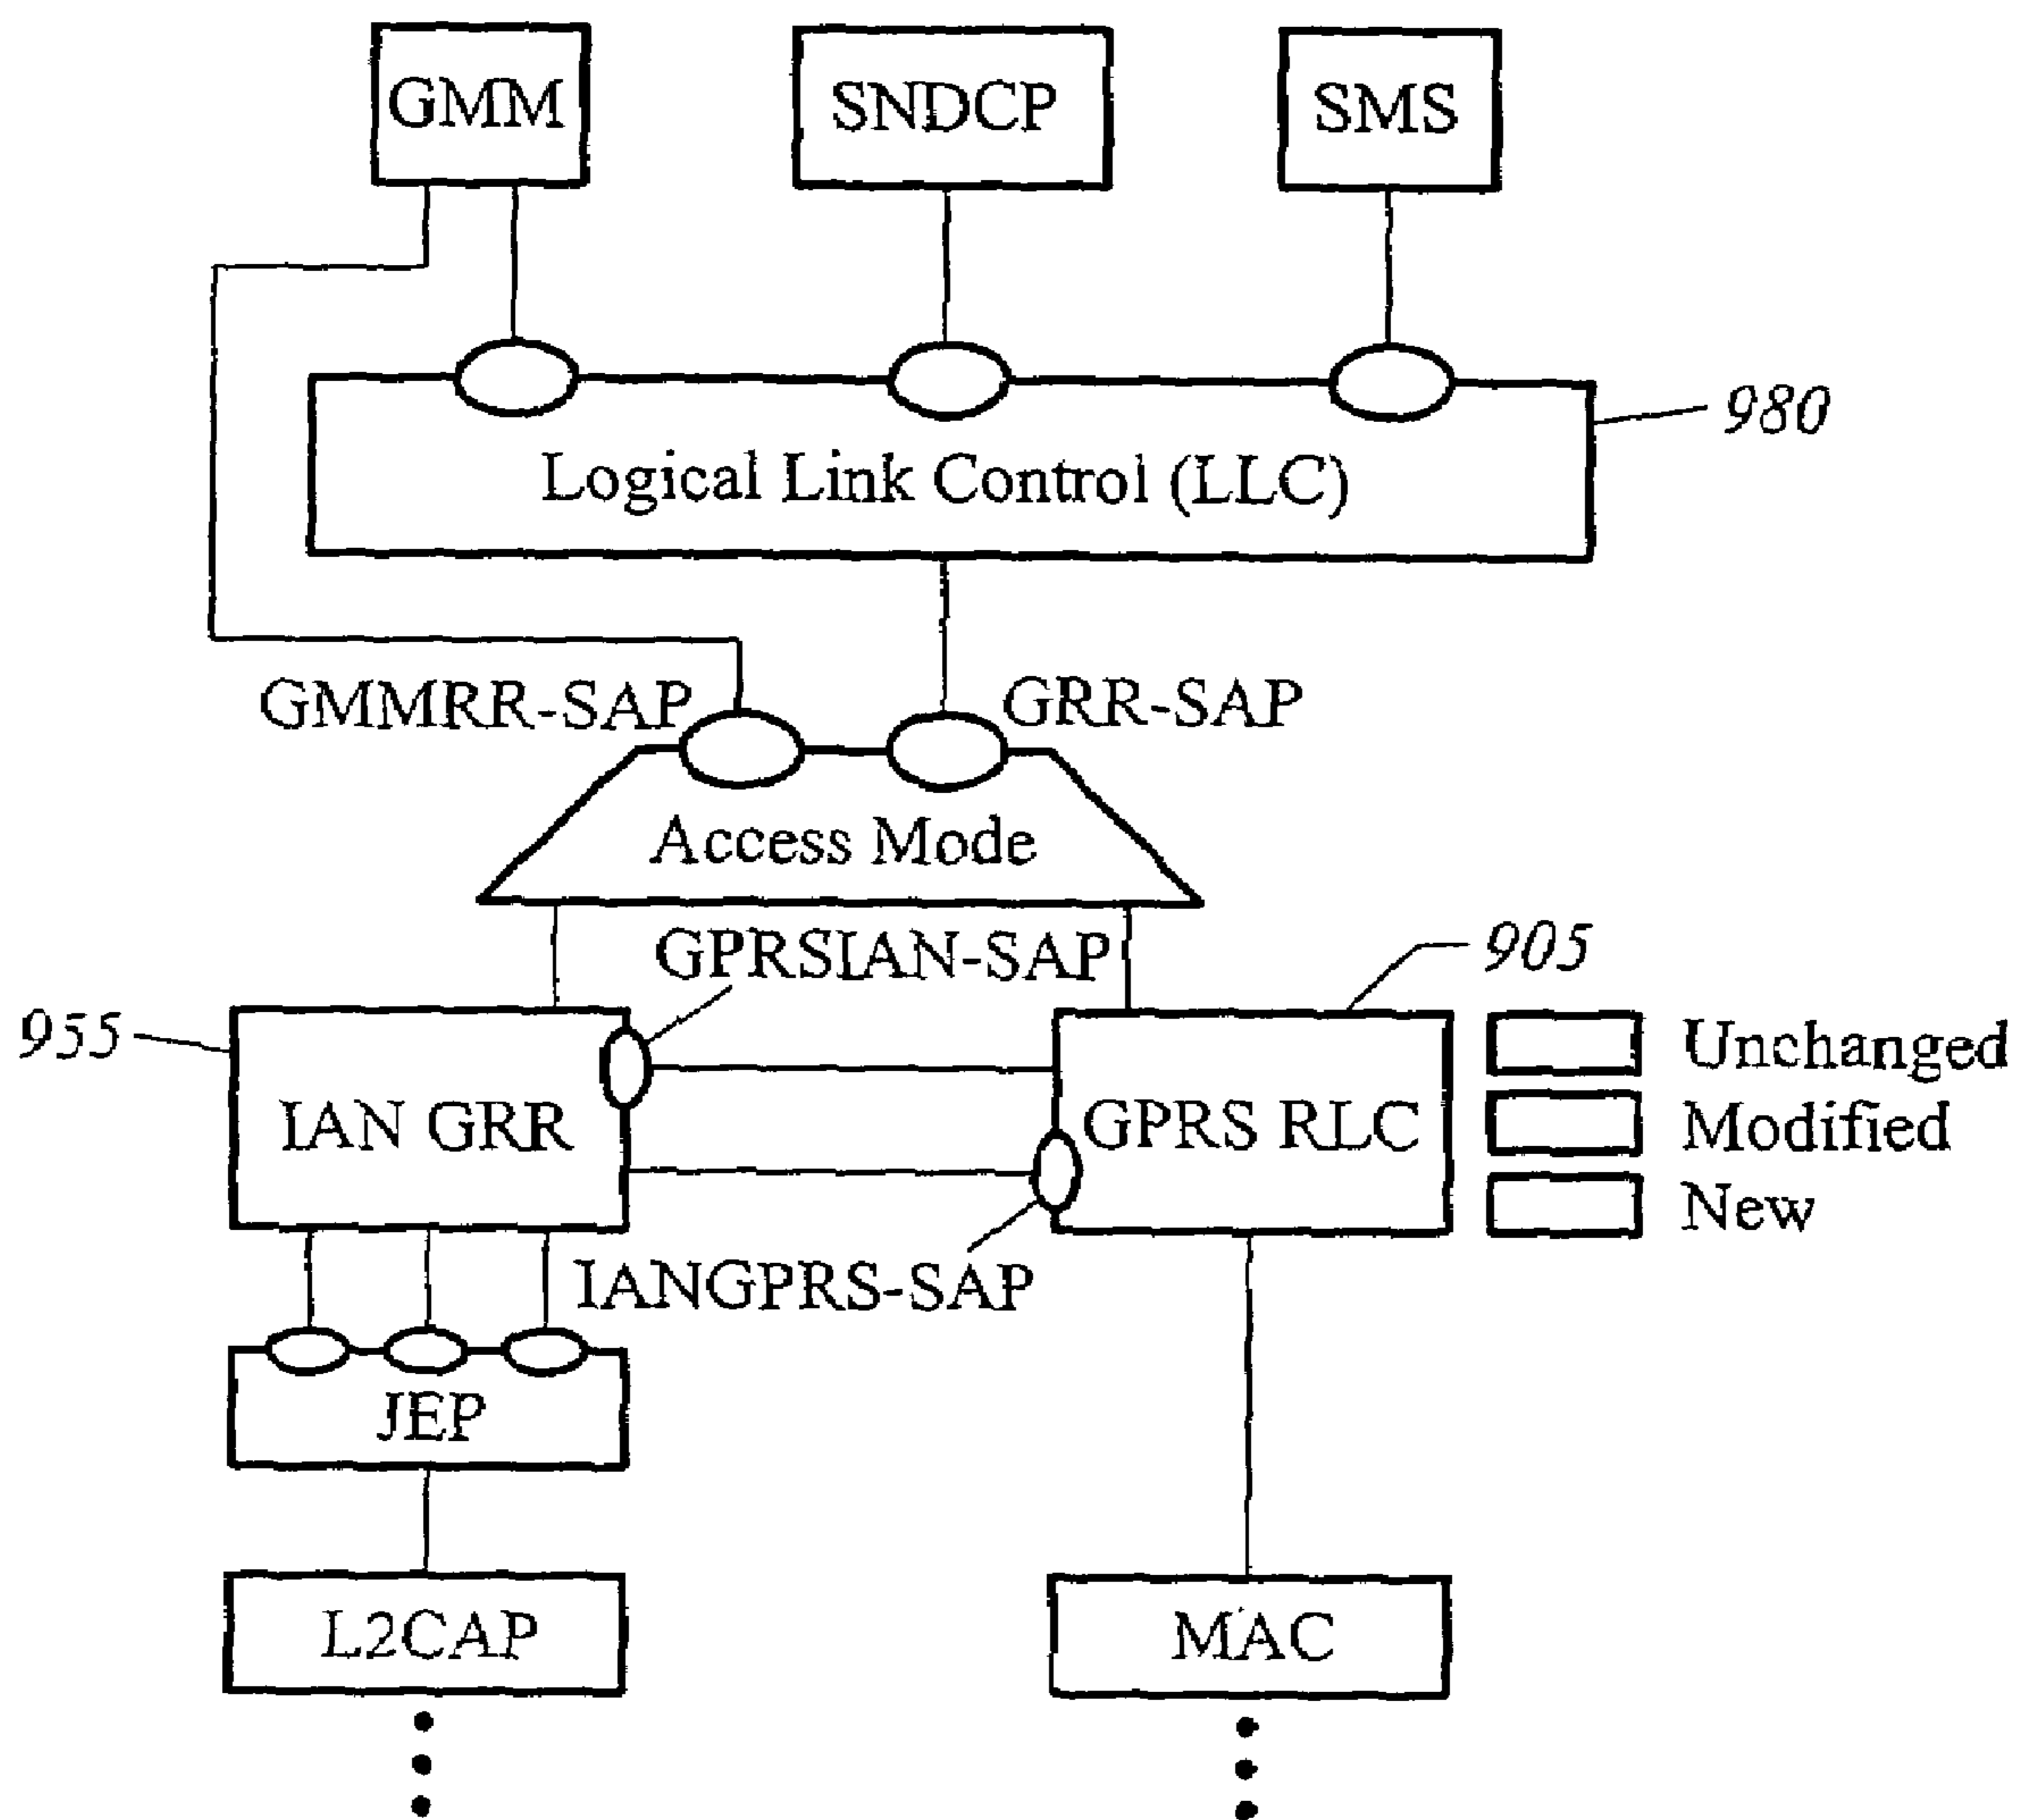 GMM
SNDCP
SMS
980
Logical Link Control (LLC)
GMMRR-SAP
GRR-SAP
Access Mode
GPRSIAN-SAP
905
955
Unchanged
IAN GRR
GPRS RLC
Modified
New
IANGPRS-SAP
JEP
L2CAP
MAC